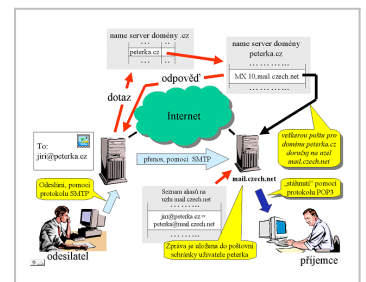 name server domény .cz
... ..
peterka.cz
... ..
name server domény
peterka.cz
... ...
MX 10,mail.czech.net
... ...
odpověď
dotaz
Internet
To:
jiri@peterka.cz
přenos, pomocí SMTP
veškerou poštu pro
doménu peterka.cz
doručuj na uzel
mail.czech.net
mail.czech.net
Odeslání, pomocí
protokolu SMTP
Seznam aliasů na
uzlu mail.czech.net
... ... ...
jiri@peterka.cz =
peterka@mail.czech.net
... ... ...
„stáhnutí“ pomocí
protokolu POP3
Zpráva je uložena do poštovní
schránky uživatele peterka
odesilatel
příjemce